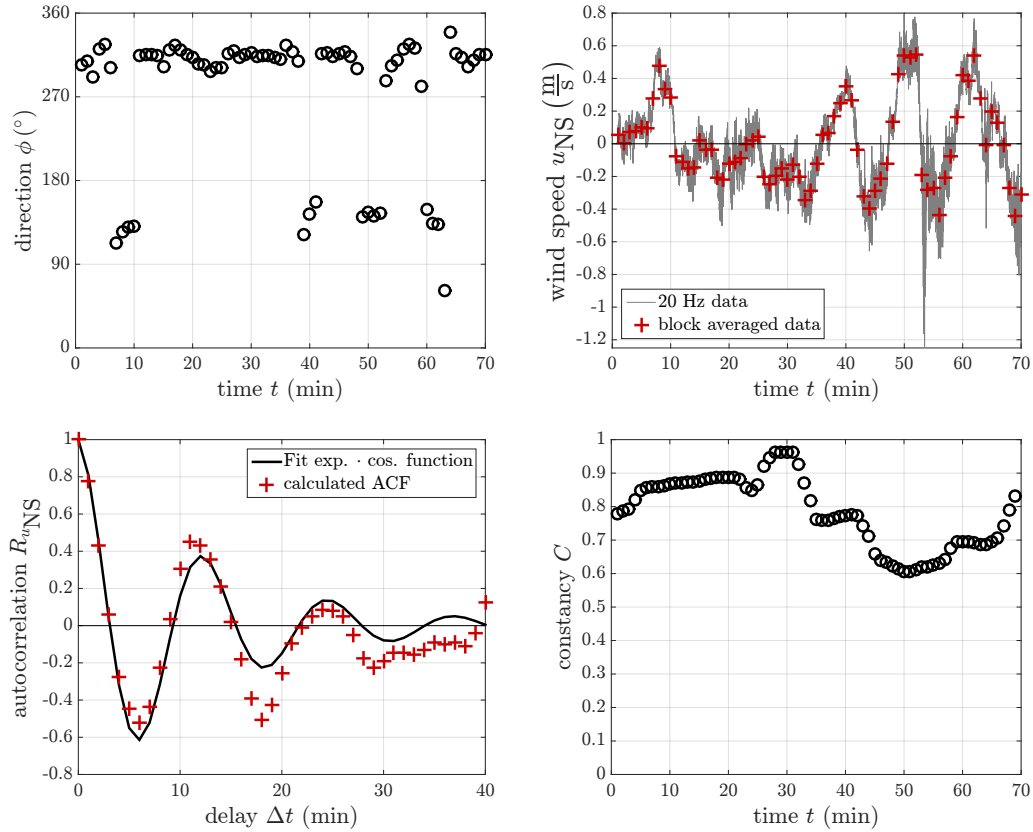 360
270
180
90
0
direction ϕ (°)
0 10 20 30 40 50 60 70
time t (min)
0.8
0.6
0.4
0.2
0
-0.2
-0.4
-0.6
-0.8
-1
-1.2
wind speed u_NS (m/s)
20 Hz data
block averaged data
0 10 20 30 40 50 60 70
time t (min)
1
0.8
0.6
0.4
0.2
0
-0.2
-0.4
-0.6
-0.8
autocorrelation R_uNS
Fit exp. · cos. function
calculated ACF
0 10 20 30 40
delay Δt (min)
1
0.9
0.8
0.7
0.6
0.5
0.4
0.3
0.2
0.1
0
constancy C
0 10 20 30 40 50 60 70
time t (min)